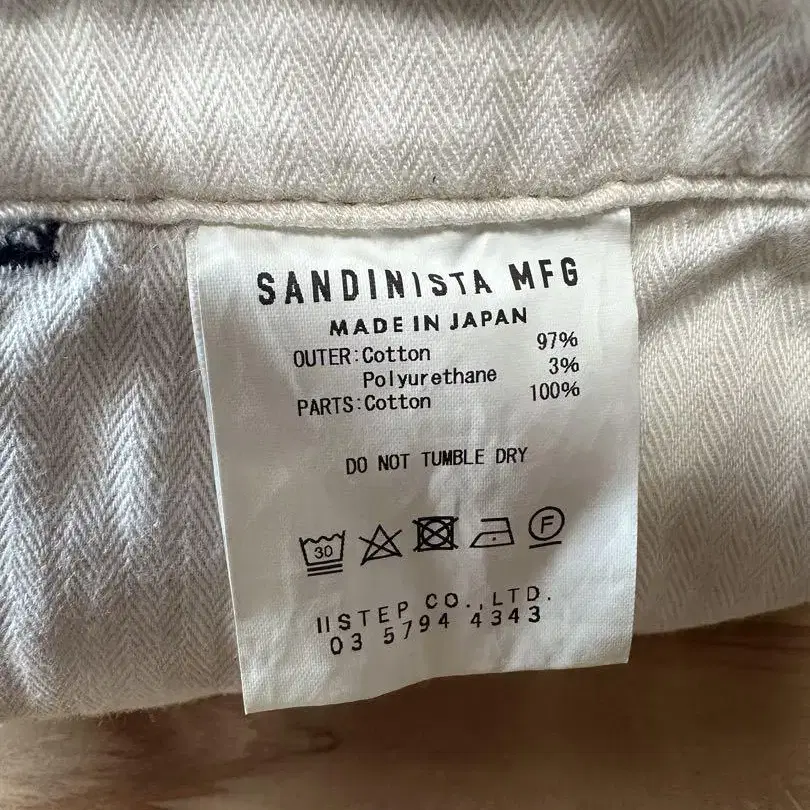 SANDINISTA MFG
MADE IN JAPAN
OUTER:Cotton 97%
Polyurethane 3%
PARTS:Cotton 100%
DO NOT TUMBLE DRY
30 F
IISTEP CO.,LTD.
03 5794 4343